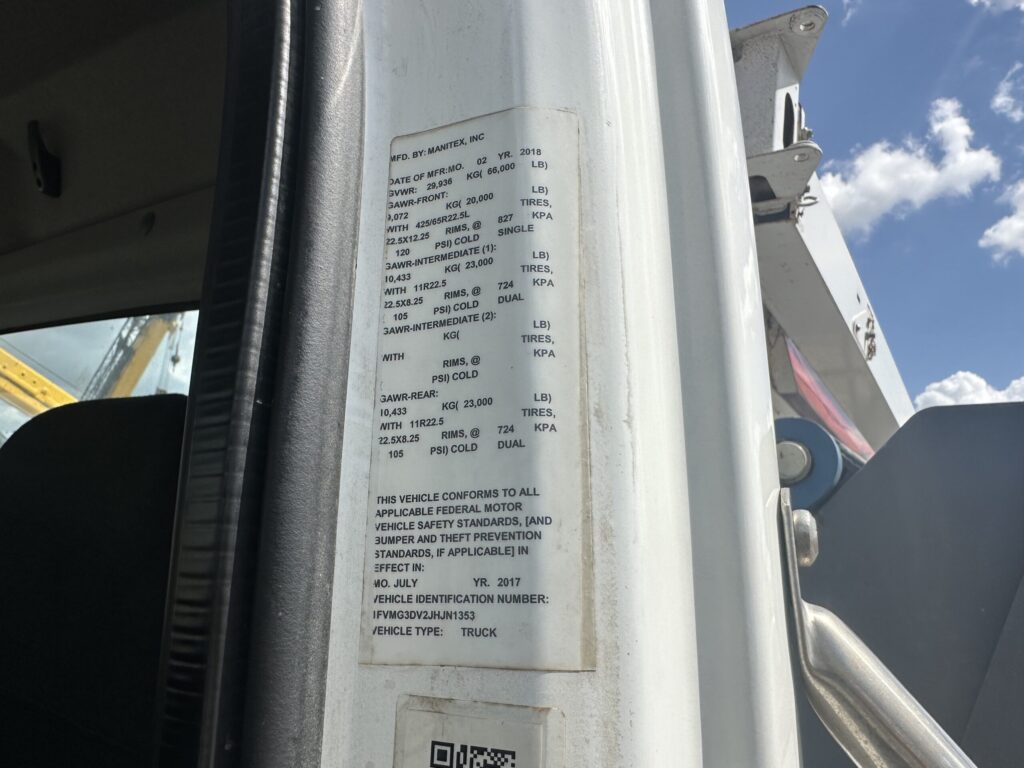 MFD. BY: MANITEX, INC
DATE OF MFR:MO. 02 YR. 2018
GVWR: 29,936 KG( 66,000 LB)
GAWR-FRONT:
9,072 KG( 20,000 LB)
WITH 425/65R22.5L TIRES,
22.5X12.25 RIMS, @ 827 KPA
120 PSI) COLD SINGLE
GAWR-INTERMEDIATE (1):
10,433 KG( 23,000 LB)
WITH 11R22.5 TIRES,
22.5X8.25 RIMS, @ 724 KPA
105 PSI) COLD DUAL
GAWR-INTERMEDIATE (2):
KG( LB)
WITH TIRES,
RIMS, @ KPA
PSI) COLD
GAWR-REAR:
10,433 KG( 23,000 LB)
WITH 11R22.5 TIRES,
22.5X8.25 RIMS, @ 724 KPA
105 PSI) COLD DUAL
THIS VEHICLE CONFORMS TO ALL
APPLICABLE FEDERAL MOTOR
VEHICLE SAFETY STANDARDS, [AND
BUMPER AND THEFT PREVENTION
STANDARDS, IF APPLICABLE] IN
EFFECT IN:
MO. JULY YR. 2017
VEHICLE IDENTIFICATION NUMBER:
1FVMG3DV2JHJN1353
VEHICLE TYPE: TRUCK